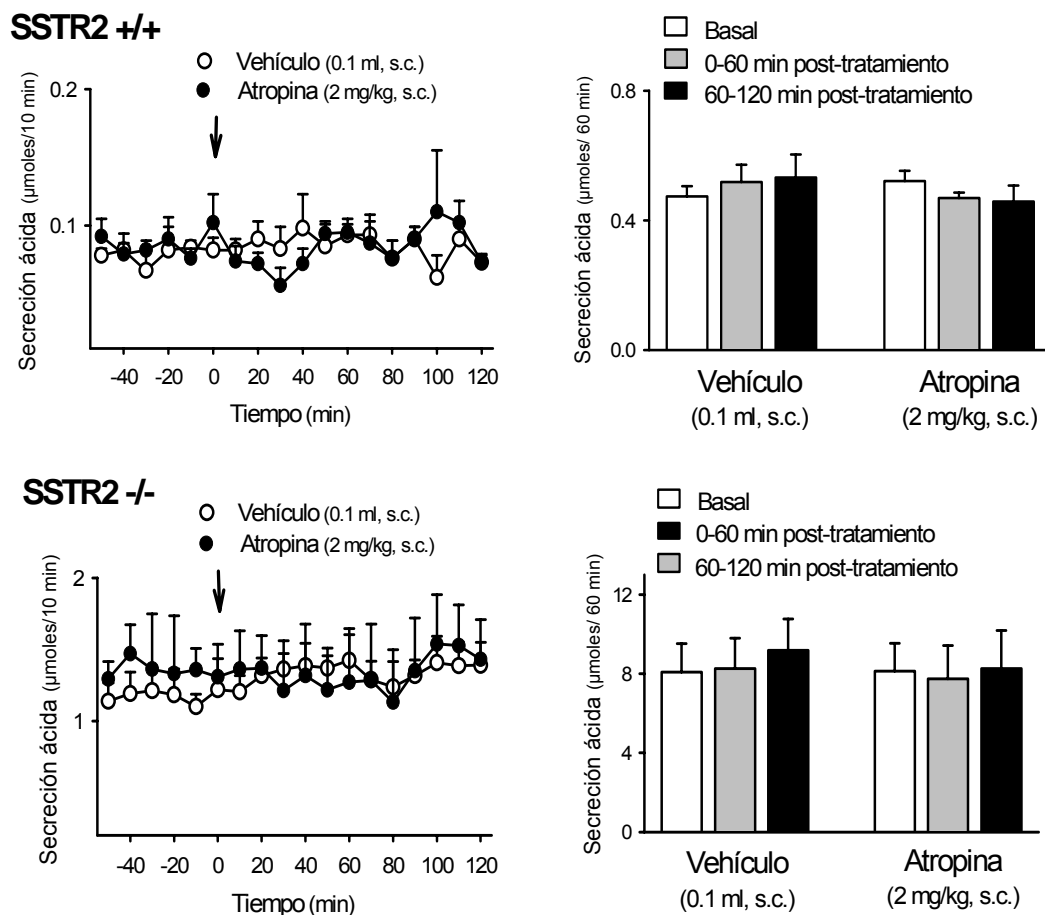 SSTR2 +/+
Vehículo (0.1 ml, s.c.)
Atropina (2 mg/kg, s.c.)
0.2
0.1
Secreción ácida (µmoles/10 min)
-40 -20 0 20 40 60 80 100 120
Tiempo (min)
Basal
0-60 min post-tratamiento
60-120 min post-tratamiento
0.8
0.4
0.0
Secreción ácida (µmoles/ 60 min)
Vehículo Atropina
(0.1 ml, s.c.) (2 mg/kg, s.c.)
SSTR2 -/-
Vehículo (0.1 ml, s.c.)
Atropina (2 mg/kg, s.c.)
2
1
Secreción ácida (µmoles/10 min)
-40 -20 0 20 40 60 80 100 120
Tiempo (min)
Basal
0-60 min post-tratamiento
60-120 min post-tratamiento
12
8
4
0
Secreción ácida (µmoles/ 60 min)
Vehículo Atropina
(0.1 ml, s.c.) (2 mg/kg, s.c.)